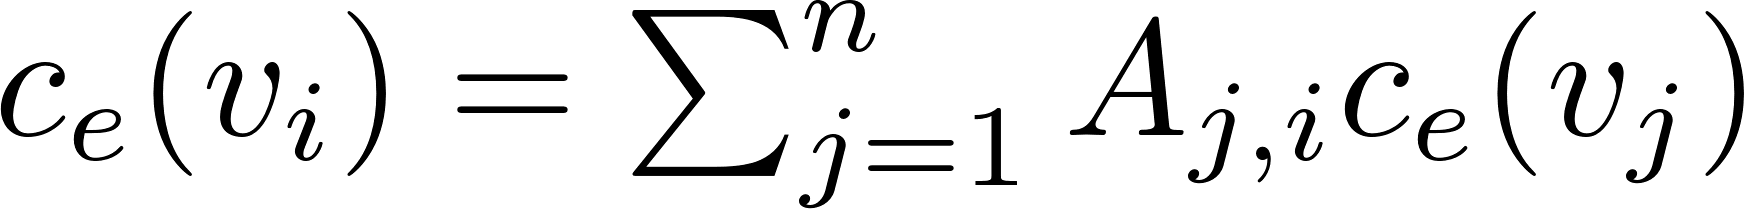 c_e(v_i) = \sum_{j=1}^{n} A_{j,i} c_e(v_j)